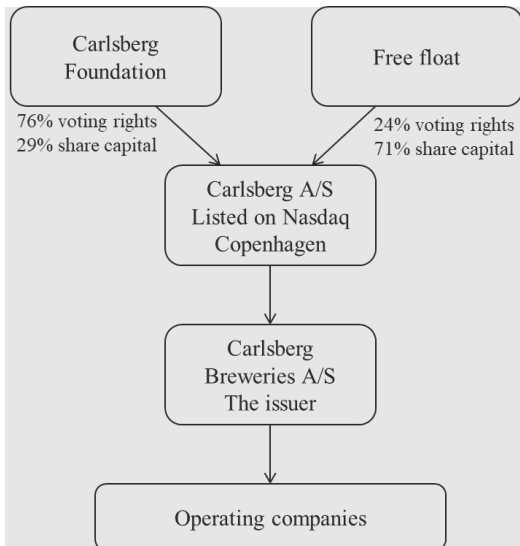 Carlsberg
Foundation
Free float
76% voting rights
29% share capital
24% voting rights
71% share capital
Carlsberg A/S
Listed on Nasdaq
Copenhagen
Carlsberg
Breweries A/S
The issuer
Operating companies